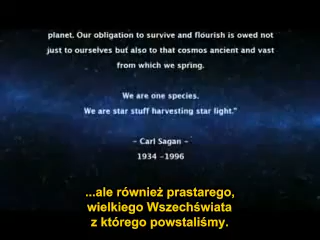 planet. Our obligation to survive and flourish is owed not
just to ourselves but also to that cosmos ancient and vast
from which we spring.
We are one species.
We are star stuff harvesting star light."
- Carl Sagan -
1934 -1996
...ale również prastarego,
wielkiego Wszechświata
z którego powstaliśmy.